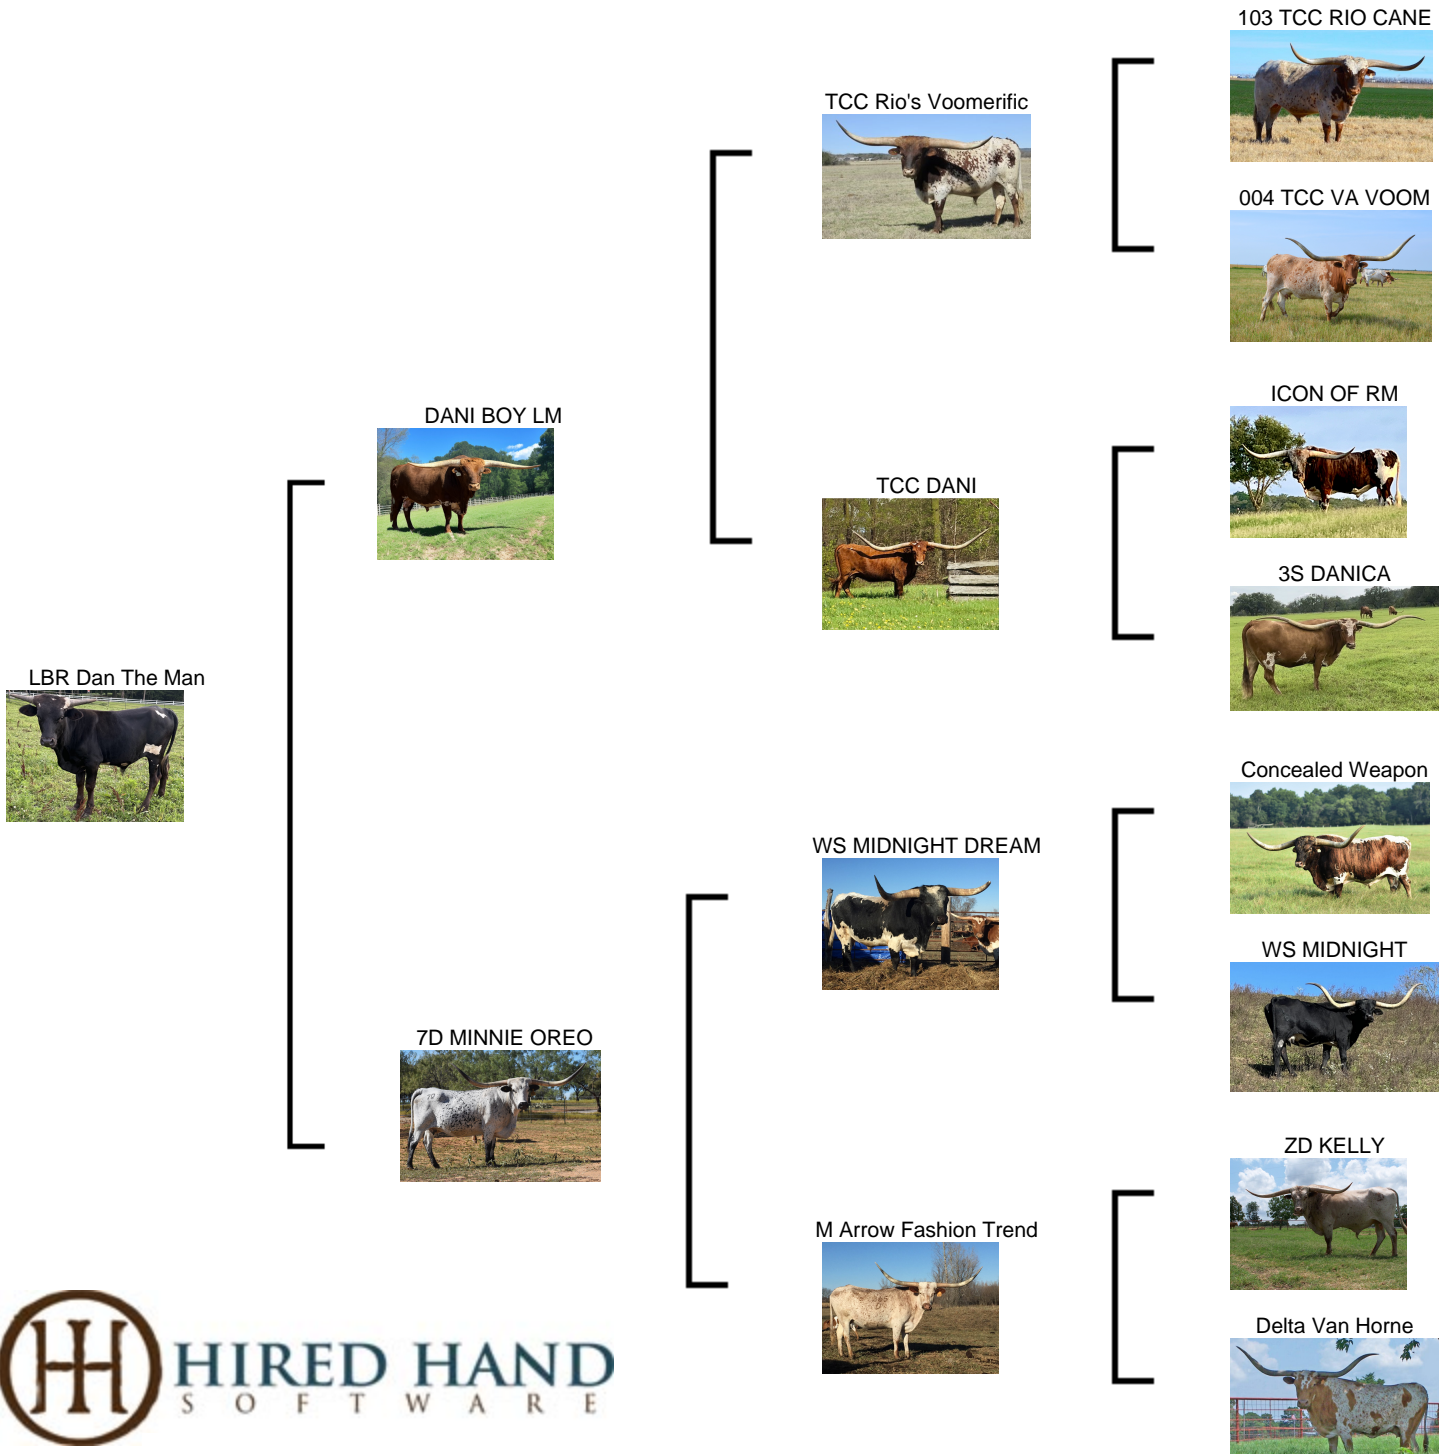 103 TCC RIO CANE
TCC Rio's Voomerific
004 TCC VA VOOM
ICON OF RM
DANI BOY LM
TCC DANI
3S DANICA
LBR Dan The Man
Concealed Weapon
WS MIDNIGHT DREAM
WS MIDNIGHT
7D MINNIE OREO
ZD KELLY
M Arrow Fashion Trend
Delta Van Horne
HIRED HAND
SOFTWARE